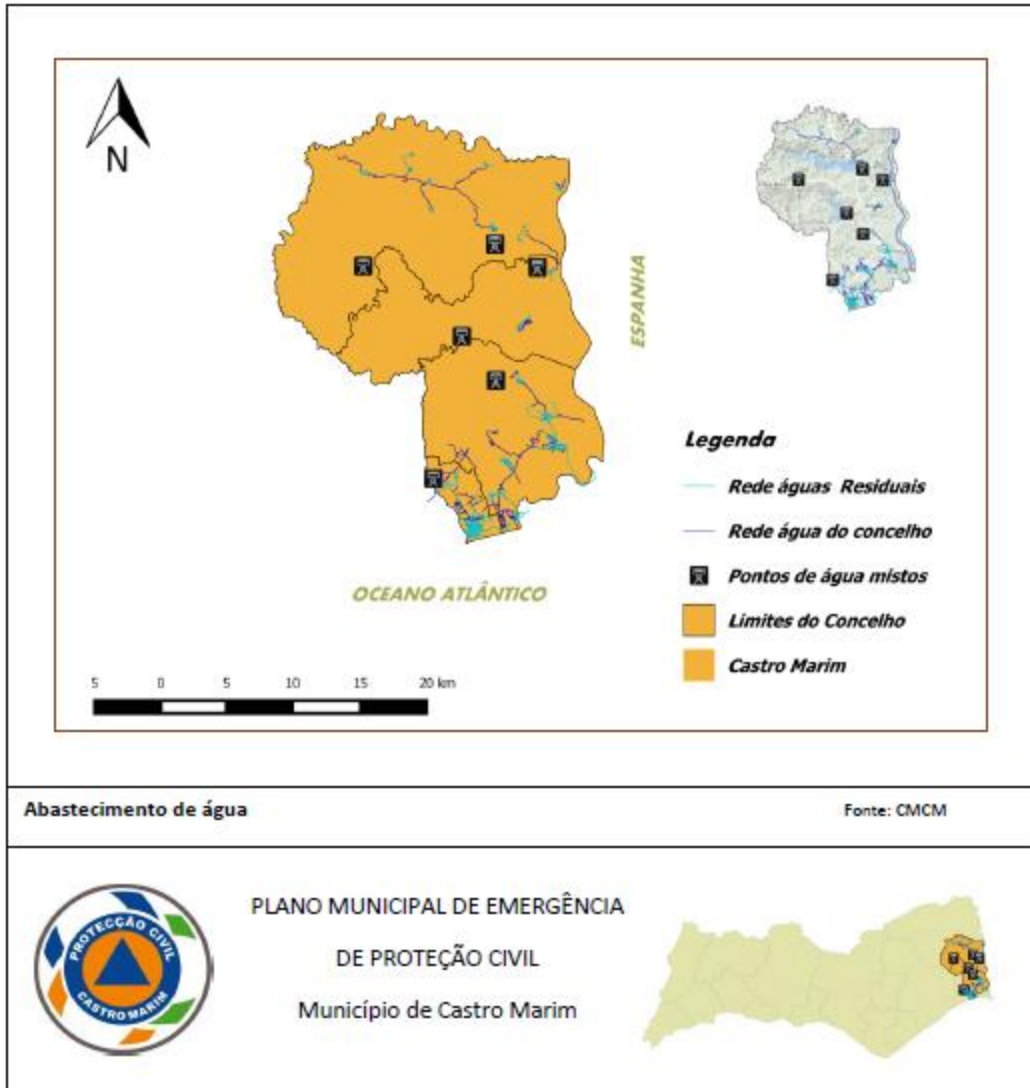 N
ESPANHA
OCEANO ATLÂNTICO
Legenda
Rede águas Residuais
Rede água do concelho
Pontos de água mistos
Limites do Concelho
Castro Marim
5 0 5 10 15 20 km
Abastecimento de água
Fonte: CMCM
PROTECÇÃO CIVIL
CASTRO MARIM
PLANO MUNICIPAL DE EMERGÊNCIA
DE PROTEÇÃO CIVIL
Município de Castro Marim